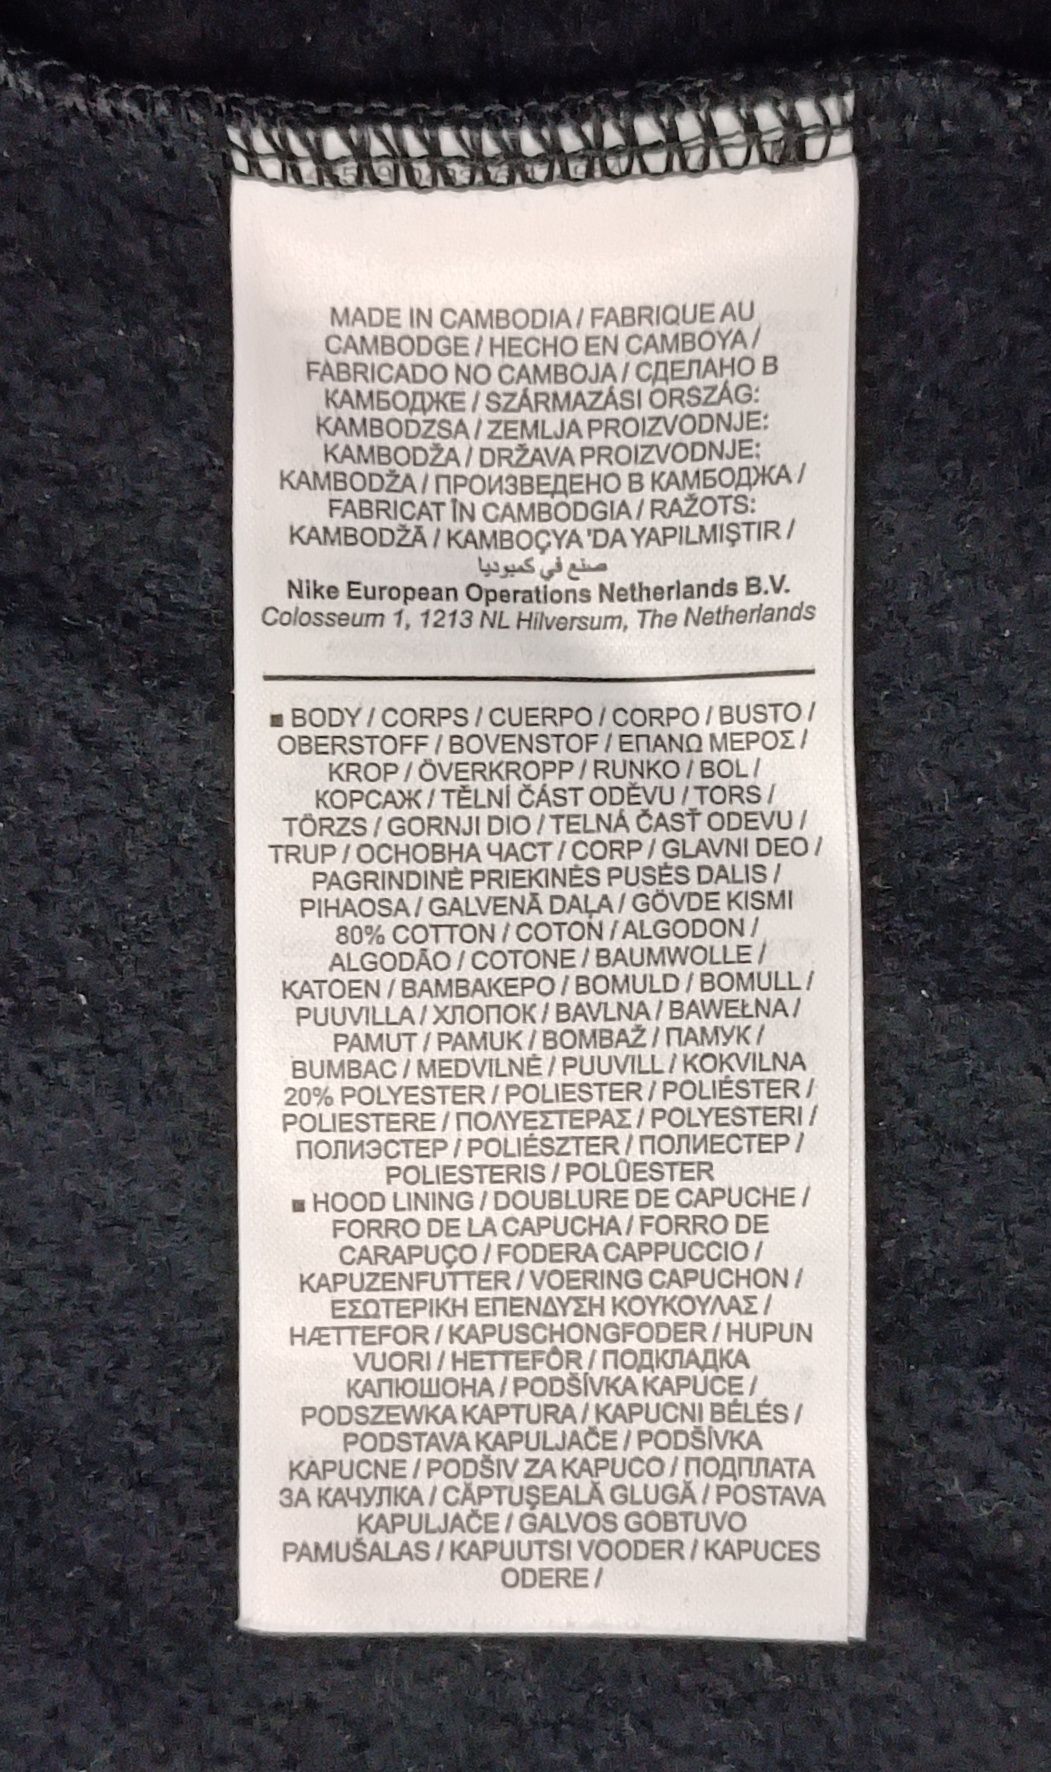 MADE IN CAMBODIA / FABRIQUE AU
CAMBODGE / HECHO EN CAMBOYA /
FABRICADO NO CAMBOJA / СДЕЛАНО В
КАМБОДЖЕ / SZÁRMAZÁSI ORSZÁG:
KAMBODZSA / ZEMLJA PROIZVODNJE:
KAMBODŽA / DRŽAVA PROIZVODNJE:
KAMBODŽA / ПРОИЗВЕДЕНО В КАМБОДЖА /
FABRICAT ÎN CAMBODGIA / RAŽOTS:
KAMBODŽĀ / KAMBOÇYA 'DA YAPILMIŞTIR /
صنع في كمبوديا
Nike European Operations Netherlands B.V.
Colosseum 1, 1213 NL Hilversum, The Netherlands
■ BODY / CORPS / CUERPO / CORPO / BUSTO /
OBERSTOFF / BOVENSTOF / ΕΠΑΝΩ ΜΕΡΟΣ /
KROP / ÖVERKROPP / RUNKO / BOL /
КОРСАЖ / TĚLNÍ ČÁST ODĚVU / TORS /
TÖRZS / GORNJI DIO / TELNÁ ČASŤ ODEVU /
TRUP / ОСНОВНА ЧАСТ / CORP / GLAVNI DEO /
PAGRINDINĖ PRIEKINĖS PUSĖS DALIS /
PIHAOSA / GALVENĀ DAĻA / GÖVDE KISMI
80% COTTON / COTON / ALGODON /
ALGODÃO / COTONE / BAUMWOLLE /
KATOEN / ΒΑΜΒΑΚΕΡΟ / BOMULD / BOMULL /
PUUVILLA / ХЛОПОК / BAVLNA / BAWEŁNA /
PAMUT / PAMUK / BOMBAŽ / ПАМУК /
BUMBAC / MEDVILNĖ / PUUVILL / KOKVILNA
20% POLYESTER / POLIESTER / POLIÉSTER /
POLIESTERE / ΠΟΛΥΕΣΤΕΡΑΣ / POLYESTERI /
ПОЛИЭСТЕР / POLIÉSZTER / ПОЛИЕСТЕР /
POLIESTERIS / POLÜESTER
■ HOOD LINING / DOUBLURE DE CAPUCHE /
FORRO DE LA CAPUCHA / FORRO DE
CARAPUÇO / FODERA CAPPUCCIO /
KAPUZENFUTTER / VOERING CAPUCHON /
ΕΣΩΤΕΡΙΚΗ ΕΠΕΝΔΥΣΗ ΚΟΥΚΟΥΛΑΣ /
HÆTTEFOR / KAPUSCHONGFODER / HUPUN
VUORI / HETTEFÔR / ПОДКЛАДКА
КАПЮШОНА / PODŠÍVKA KAPUCE /
PODSZEWKA KAPTURA / KAPUCNI BÉLÉS /
PODSTAVA KAPULJAČE / PODŠÍVKA
KAPUCNE / PODŠIV ZA KAPUCO / ПОДПЛАТА
ЗА КАЧУЛКА / CĂPTUŞEALĂ GLUGĂ / POSTAVA
KAPULJAČE / GALVOS GOBTUVO
PAMUŠALAS / KAPUUTSI VOODER / KAPUCES
ODERE /